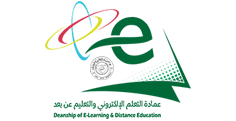 e
عمادة التعلم الإلكتروني والتعليم عن بعد
Deanship of E-Learning & Distance Education